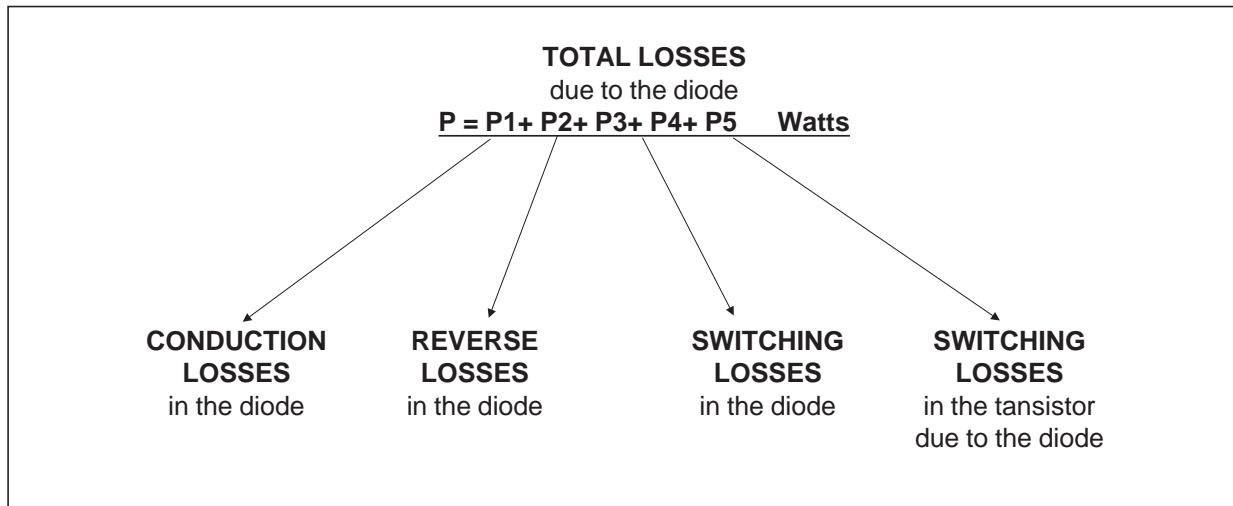 TOTAL LOSSES
due to the diode
P = P1+ P2+ P3+ P4+ P5 Watts
CONDUCTION
LOSSES
in the diode
REVERSE
LOSSES
in the diode
SWITCHING
LOSSES
in the diode
SWITCHING
LOSSES
in the tansistor
due to the diode